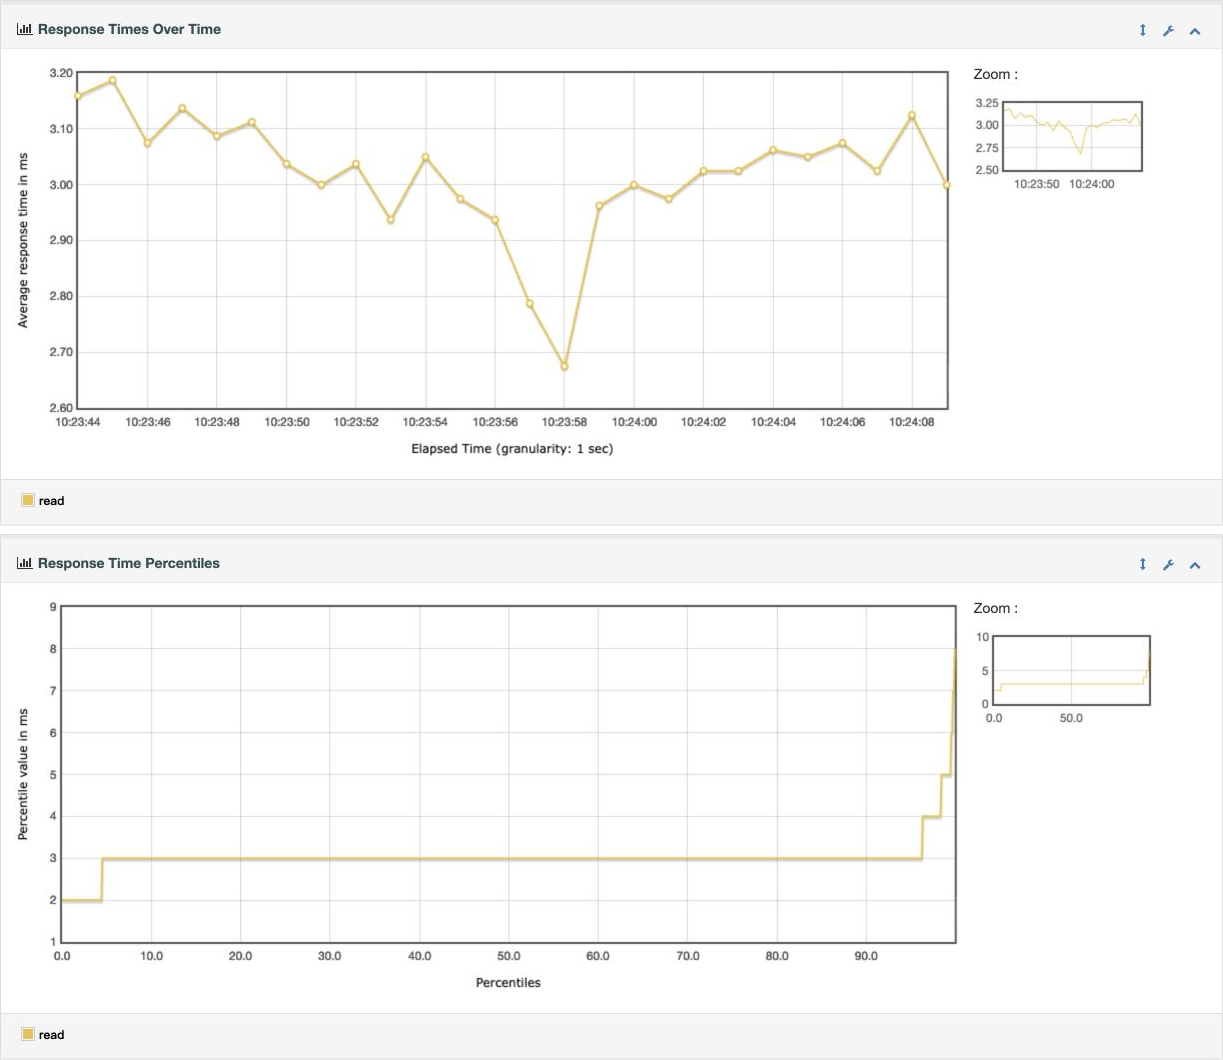 Response Times Over Time
Zoom :
3.20
3.10
3.00
2.90
2.80
2.70
2.60
Average response time in ms
10:23:44 10:23:46 10:23:48 10:23:50 10:23:52 10:23:54 10:23:56 10:23:58 10:24:00 10:24:02 10:24:04 10:24:06 10:24:08
Elapsed Time (granularity: 1 sec)
3.25
3.00
2.75
2.50
10:23:50 10:24:00
read
Response Time Percentiles
Zoom :
9
8
7
6
5
4
3
2
1
Percentile value in ms
0.0 10.0 20.0 30.0 40.0 50.0 60.0 70.0 80.0 90.0
Percentiles
10
5
0
0.0 50.0
read